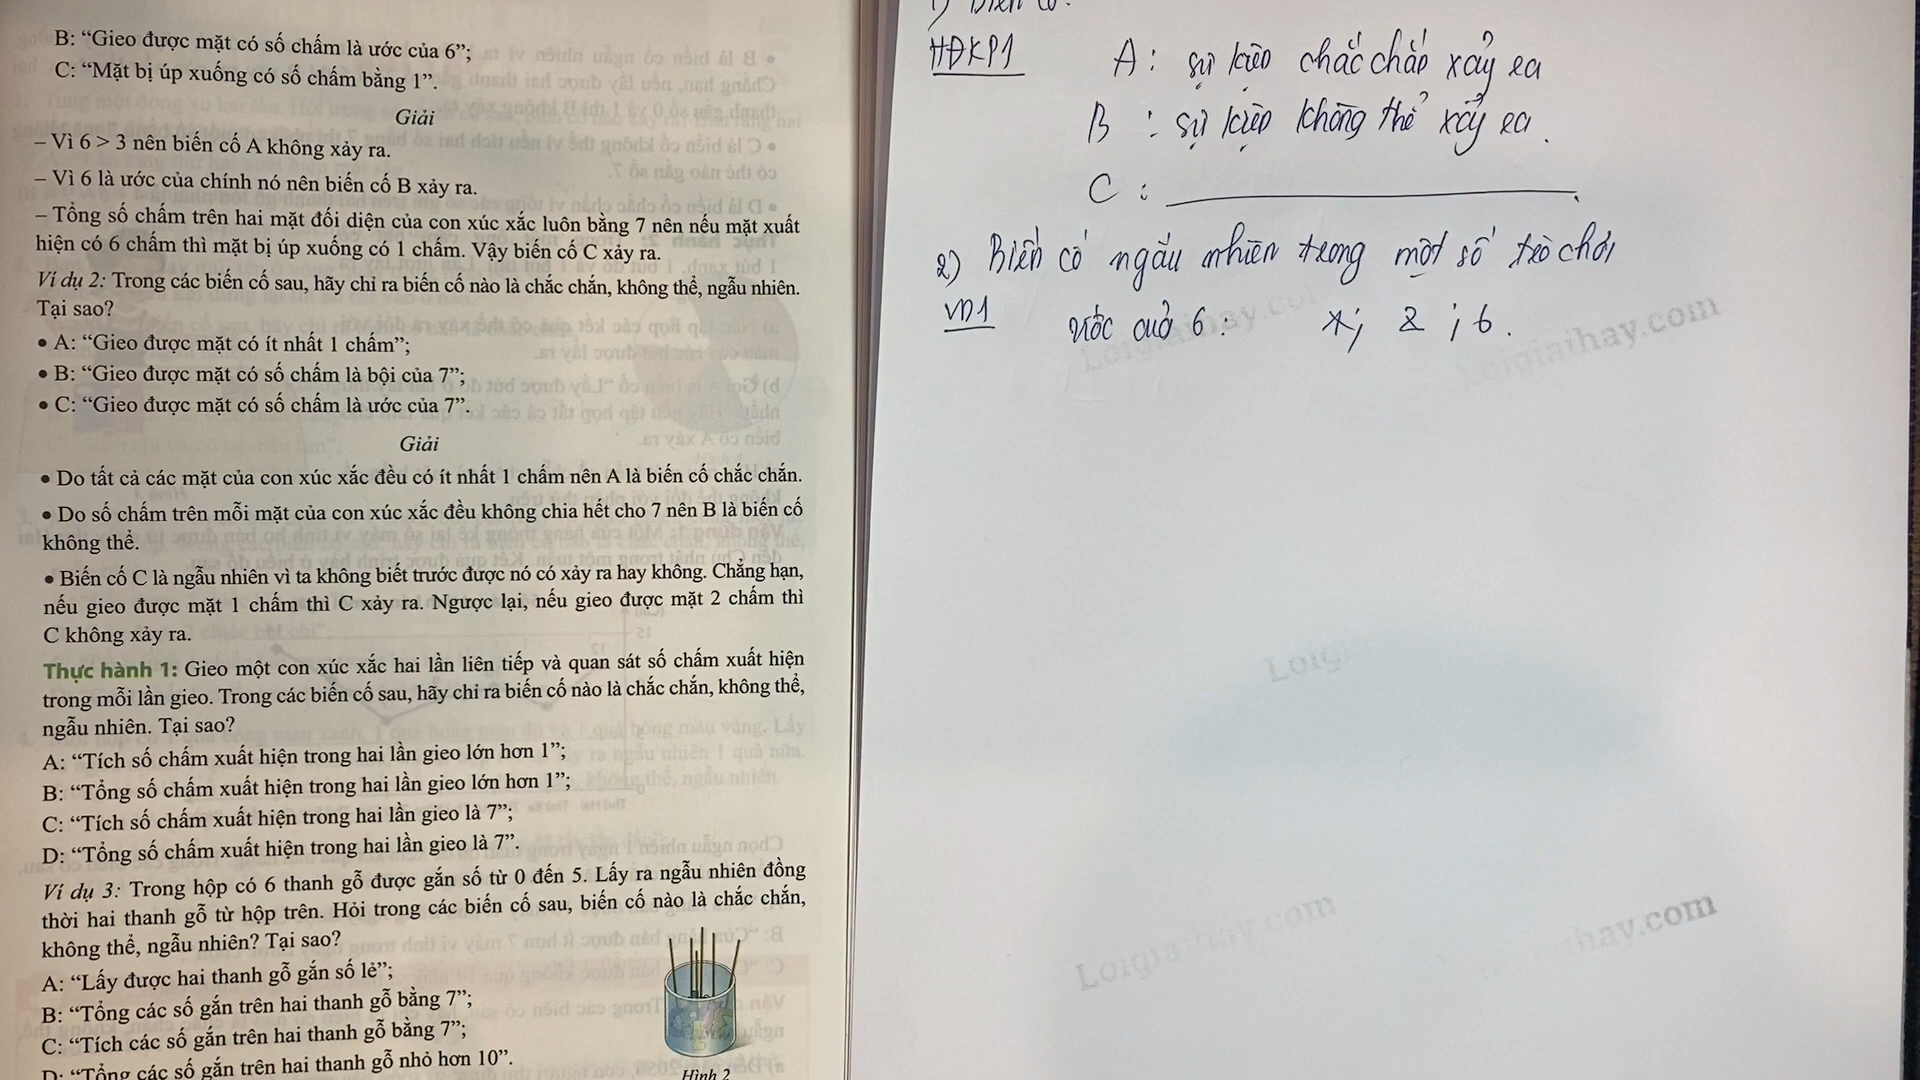 B: “Gieo được mặt có số chấm là ước của 6”;
C: “Mặt bị úp xuống có số chấm bằng 1”.
Giải
– Vì 6 > 3 nên biến cố A không xảy ra.
– Vì 6 là ước của chính nó nên biến cố B xảy ra.
– Tổng số chấm trên hai mặt đối diện của con xúc xắc luôn bằng 7 nên nếu mặt xuất
hiện có 6 chấm thì mặt bị úp xuống có 1 chấm. Vậy biến cố C xảy ra.
Ví dụ 2: Trong các biến cố sau, hãy chỉ ra biến cố nào là chắc chắn, không thể, ngẫu nhiên.
Tại sao?
• A: “Gieo được mặt có ít nhất 1 chấm”;
• B: “Gieo được mặt có số chấm là bội của 7”;
• C: “Gieo được mặt có số chấm là ước của 7”.
Giải
• Do tất cả các mặt của con xúc xắc đều có ít nhất 1 chấm nên A là biến cố chắc chắn.
• Do số chấm trên mỗi mặt của con xúc xắc đều không chia hết cho 7 nên B là biến cố
không thể.
• Biến cố C là ngẫu nhiên vì ta không biết trước được nó có xảy ra hay không. Chẳng hạn,
nếu gieo được mặt 1 chấm thì C xảy ra. Ngược lại, nếu gieo được mặt 2 chấm thì
C không xảy ra.
Thực hành 1: Gieo một con xúc xắc hai lần liên tiếp và quan sát số chấm xuất hiện
trong mỗi lần gieo. Trong các biến cố sau, hãy chỉ ra biến cố nào là chắc chắn, không thể,
ngẫu nhiên. Tại sao?
A: “Tích số chấm xuất hiện trong hai lần gieo lớn hơn 1”;
B: “Tổng số chấm xuất hiện trong hai lần gieo lớn hơn 1”;
C: “Tích số chấm xuất hiện trong hai lần gieo là 7”;
D: “Tổng số chấm xuất hiện trong hai lần gieo là 7”.
Ví dụ 3: Trong hộp có 6 thanh gỗ được gắn số từ 0 đến 5. Lấy ra ngẫu nhiên đồng
thời hai thanh gỗ từ hộp trên. Hỏi trong các biến cố sau, biến cố nào là chắc chắn,
không thể, ngẫu nhiên? Tại sao?
A: “Lấy được hai thanh gỗ gắn số lẻ”;
B: “Tổng các số gắn trên hai thanh gỗ bằng 7”;
C: “Tích các số gắn trên hai thanh gỗ bằng 7”;
D: “Tổng các số gắn trên hai thanh gỗ nhỏ hơn 10”.
Hình 2
1) Biến cố:
HĐKP1 A: sự kiện chắc chắn xảy ra
B: sự kiện không thể xảy ra.
C:
2) Biến cố ngẫu nhiên trong một số trò chơi
VD1 ước của 6: 2; 6.
Loigiaihay.com
Loigiaihay.com